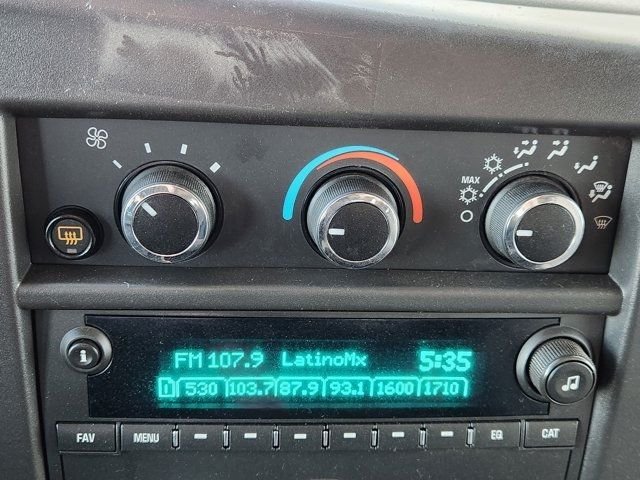 MAX
FM 107.9 LatinoMx 5:35
1 530 103.7 87.9 93.1 1600 1710
i
FAV MENU EQ CAT